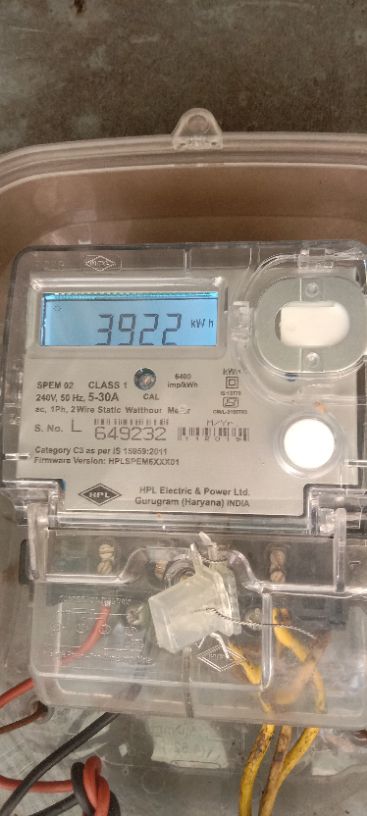 3922 kWh
SPEM 02 CLASS 1 6400 imp/kWh
240V, 50 Hz, 5-30A CAL
ac, 1Ph, 2Wire Static Watthour Meter
S. No. L 649232
Category C3 as per IS 15959:2011
Firmware Version: HPLSPEM6XXX01
HPL
HPL Electric & Power Ltd.
Gurugram (Haryana) INDIA